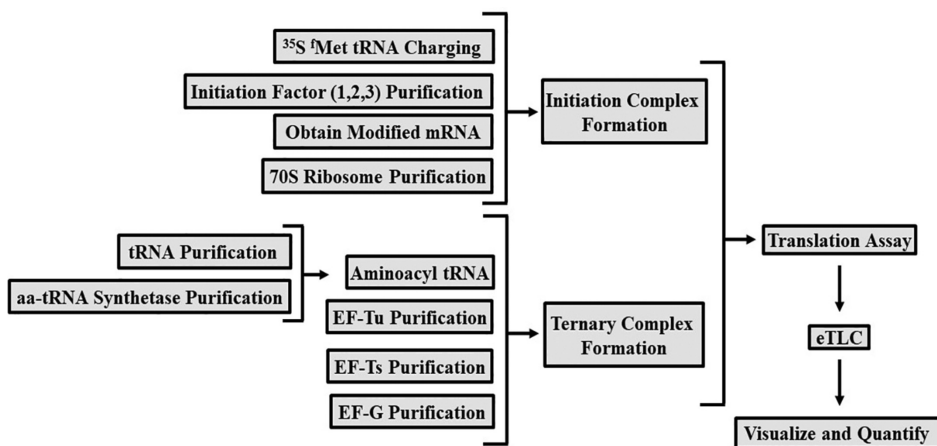 ³⁵S ᶠMet tRNA Charging
Initiation Factor (1,2,3) Purification
Obtain Modified mRNA
70S Ribosome Purification
Initiation Complex
Formation
tRNA Purification
aa-tRNA Synthetase Purification
Aminoacyl tRNA
EF-Tu Purification
EF-Ts Purification
EF-G Purification
Ternary Complex
Formation
Translation Assay
eTLC
Visualize and Quantify